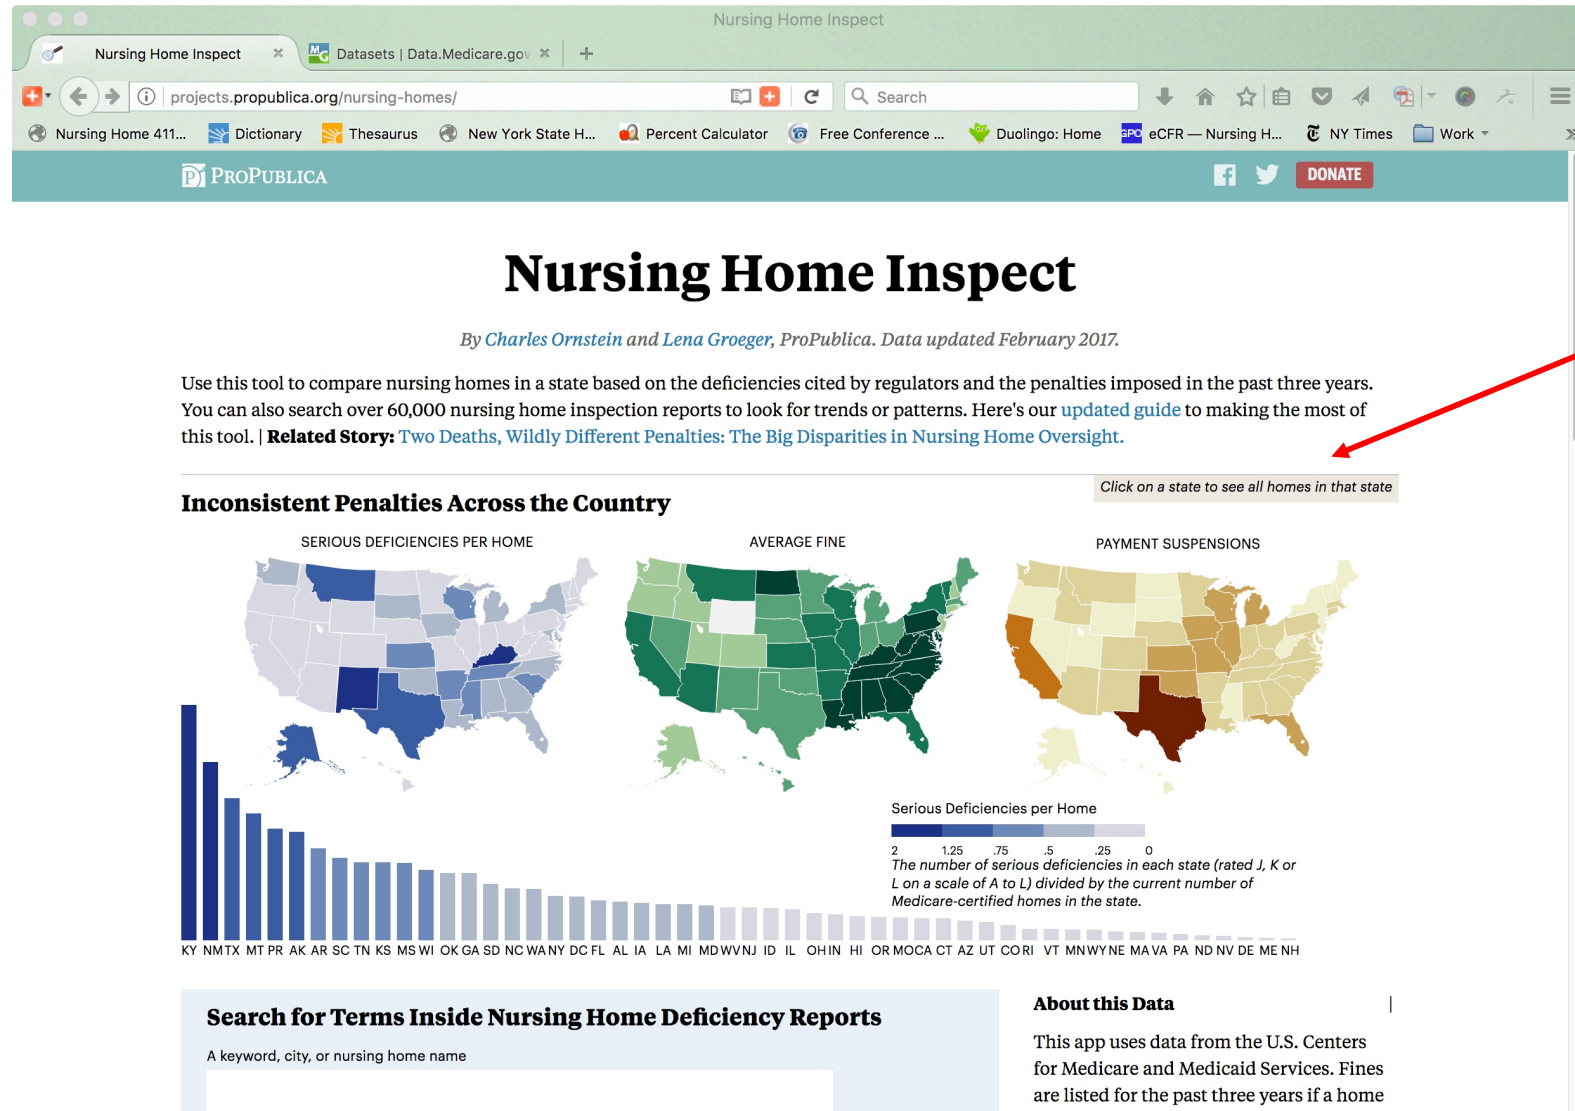 Nursing Home Inspect
Nursing Home Inspect
Datasets | Data.Medicare.gov
projects.propublica.org/nursing-homes/
Search
Nursing Home 411...
Dictionary
Thesaurus
New York State H...
Percent Calculator
Free Conference ...
Duolingo: Home
GPO
eCFR — Nursing H...
NY Times
Work
PROPUBLICA
DONATE
Nursing Home Inspect
By Charles Ornstein and Lena Groeger, ProPublica. Data updated February 2017.
Use this tool to compare nursing homes in a state based on the deficiencies cited by regulators and the penalties imposed in the past three years.
You can also search over 60,000 nursing home inspection reports to look for trends or patterns. Here's our updated guide to making the most of
this tool. | Related Story: Two Deaths, Wildly Different Penalties: The Big Disparities in Nursing Home Oversight.
Click on a state to see all homes in that state
Inconsistent Penalties Across the Country
SERIOUS DEFICIENCIES PER HOME
AVERAGE FINE
PAYMENT SUSPENSIONS
Serious Deficiencies per Home
2 1.25 .75 .5 .25 0
The number of serious deficiencies in each state (rated J, K or
L on a scale of A to L) divided by the current number of
Medicare-certified homes in the state.
KY NM TX MT PR AK AR SC TN KS MS WI OK GA SD NC WA NY DC FL AL IA LA MI MD WV NJ ID IL OH IN HI OR MO CA CT AZ UT CO RI VT MN WY NE MA VA PA ND NV DE ME NH
Search for Terms Inside Nursing Home Deficiency Reports
A keyword, city, or nursing home name
About this Data
This app uses data from the U.S. Centers
for Medicare and Medicaid Services. Fines
are listed for the past three years if a home